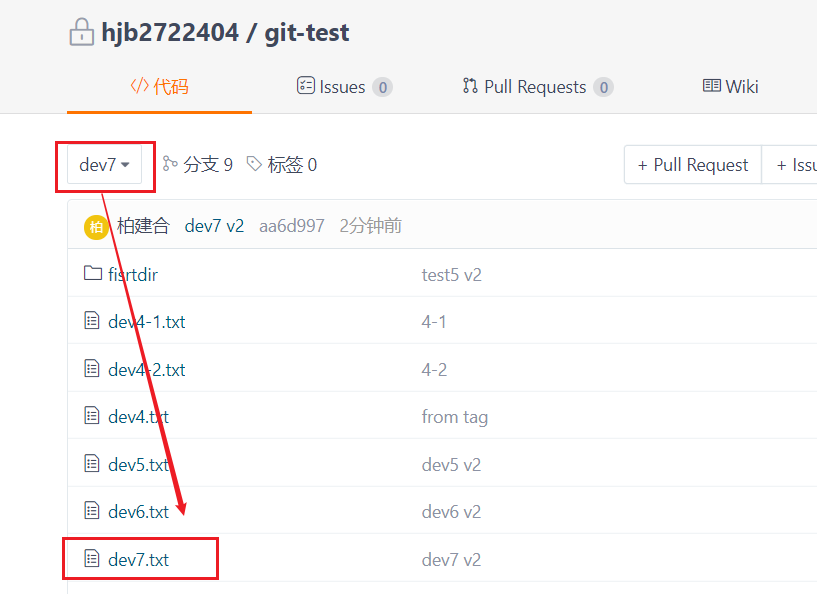 hjb2722404 / git-test
代码 Issues 0 Pull Requests 0 Wiki
dev7 分支 9 标签 0 + Pull Request + Issu
柏 柏建合 dev7 v2 aa6d997 2分钟前
fisrtdir test5 v2
dev4-1.txt 4-1
dev4-2.txt 4-2
dev4.txt from tag
dev5.txt dev5 v2
dev6.txt dev6 v2
dev7.txt dev7 v2